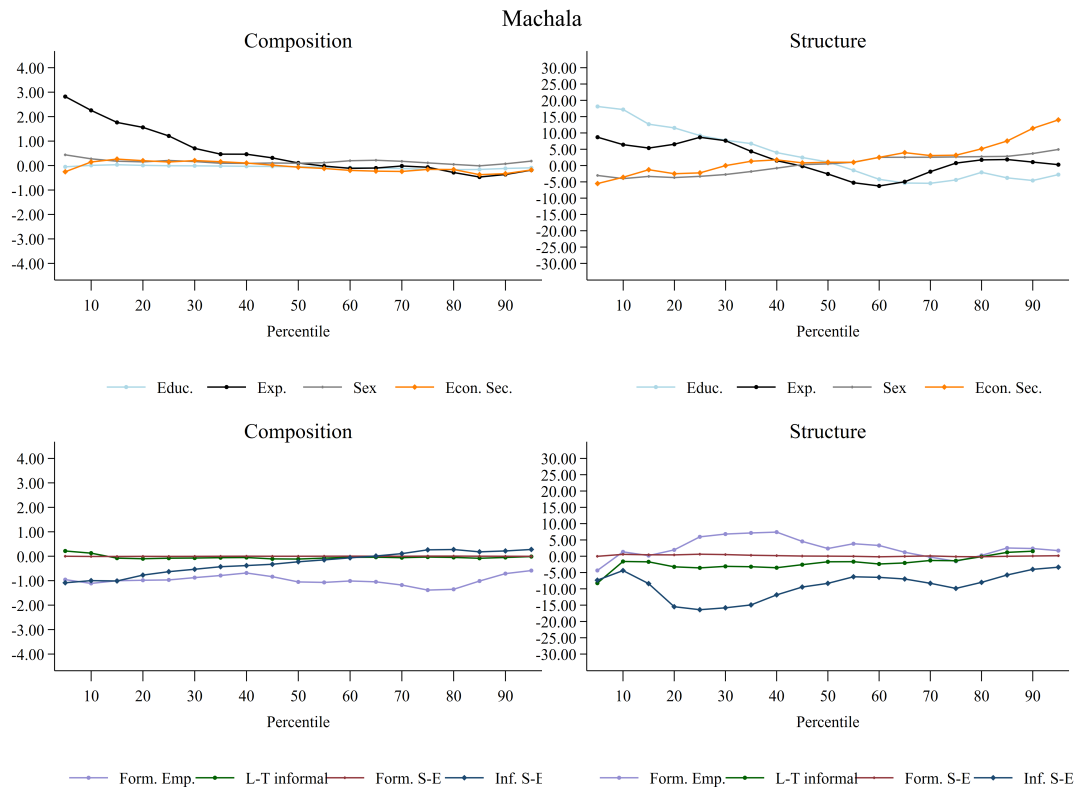 Machala
Composition
4.00
3.00
2.00
1.00
0.00
-1.00
-2.00
-3.00
-4.00
10 20 30 40 50 60 70 80 90
Percentile
Educ. Exp. Sex Econ. Sec.
Structure
30.00
25.00
20.00
15.00
10.00
5.00
0.00
-5.00
-10.00
-15.00
-20.00
-25.00
-30.00
10 20 30 40 50 60 70 80 90
Percentile
Educ. Exp. Sex Econ. Sec.
Composition
4.00
3.00
2.00
1.00
0.00
-1.00
-2.00
-3.00
-4.00
10 20 30 40 50 60 70 80 90
Percentile
Form. Emp. L-T informal Form. S-E Inf. S-E
Structure
30.00
25.00
20.00
15.00
10.00
5.00
0.00
-5.00
-10.00
-15.00
-20.00
-25.00
-30.00
10 20 30 40 50 60 70 80 90
Percentile
Form. Emp. L-T informal Form. S-E Inf. S-E